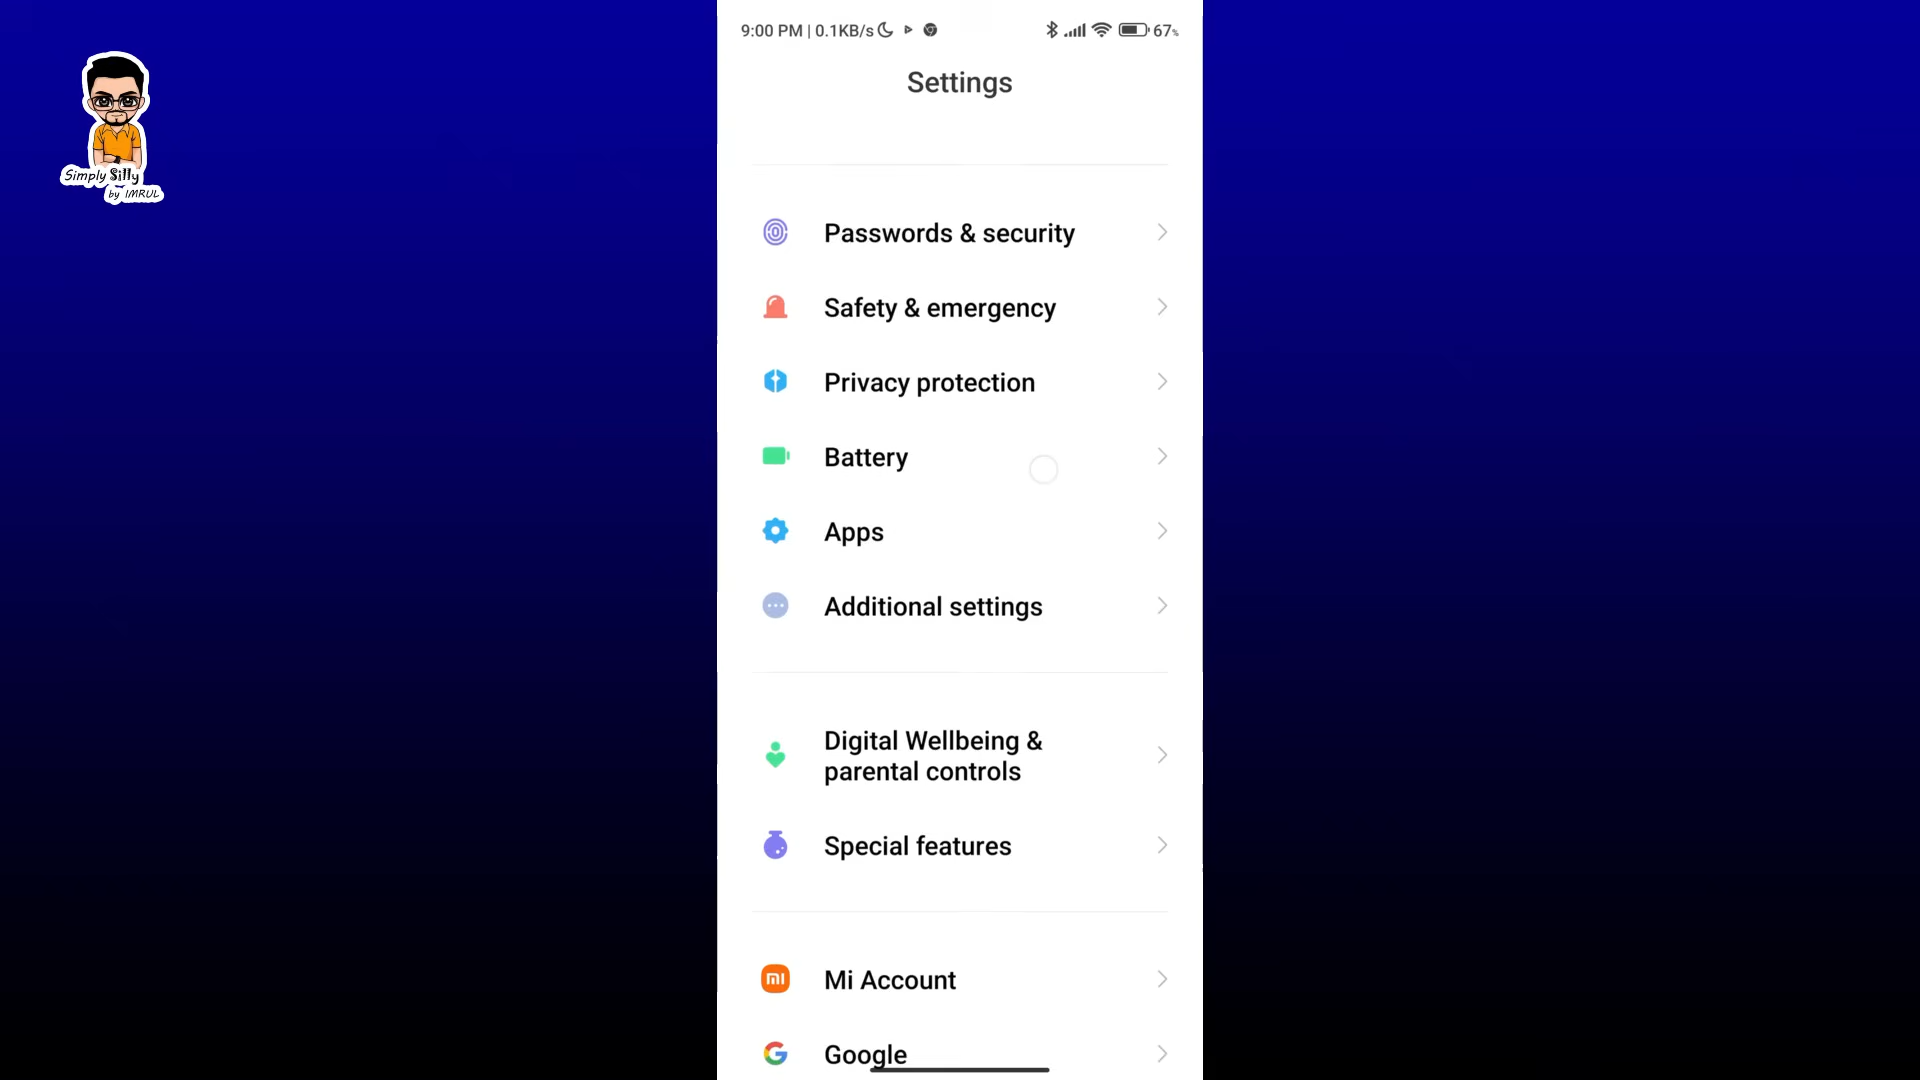 9:00 PM | 0.1KB/s
67%
Settings
Simply Silly
by IMRUL
Passwords & security
Safety & emergency
Privacy protection
Battery
Apps
Additional settings
Digital Wellbeing &
parental controls
Special features
Mi Account
Google